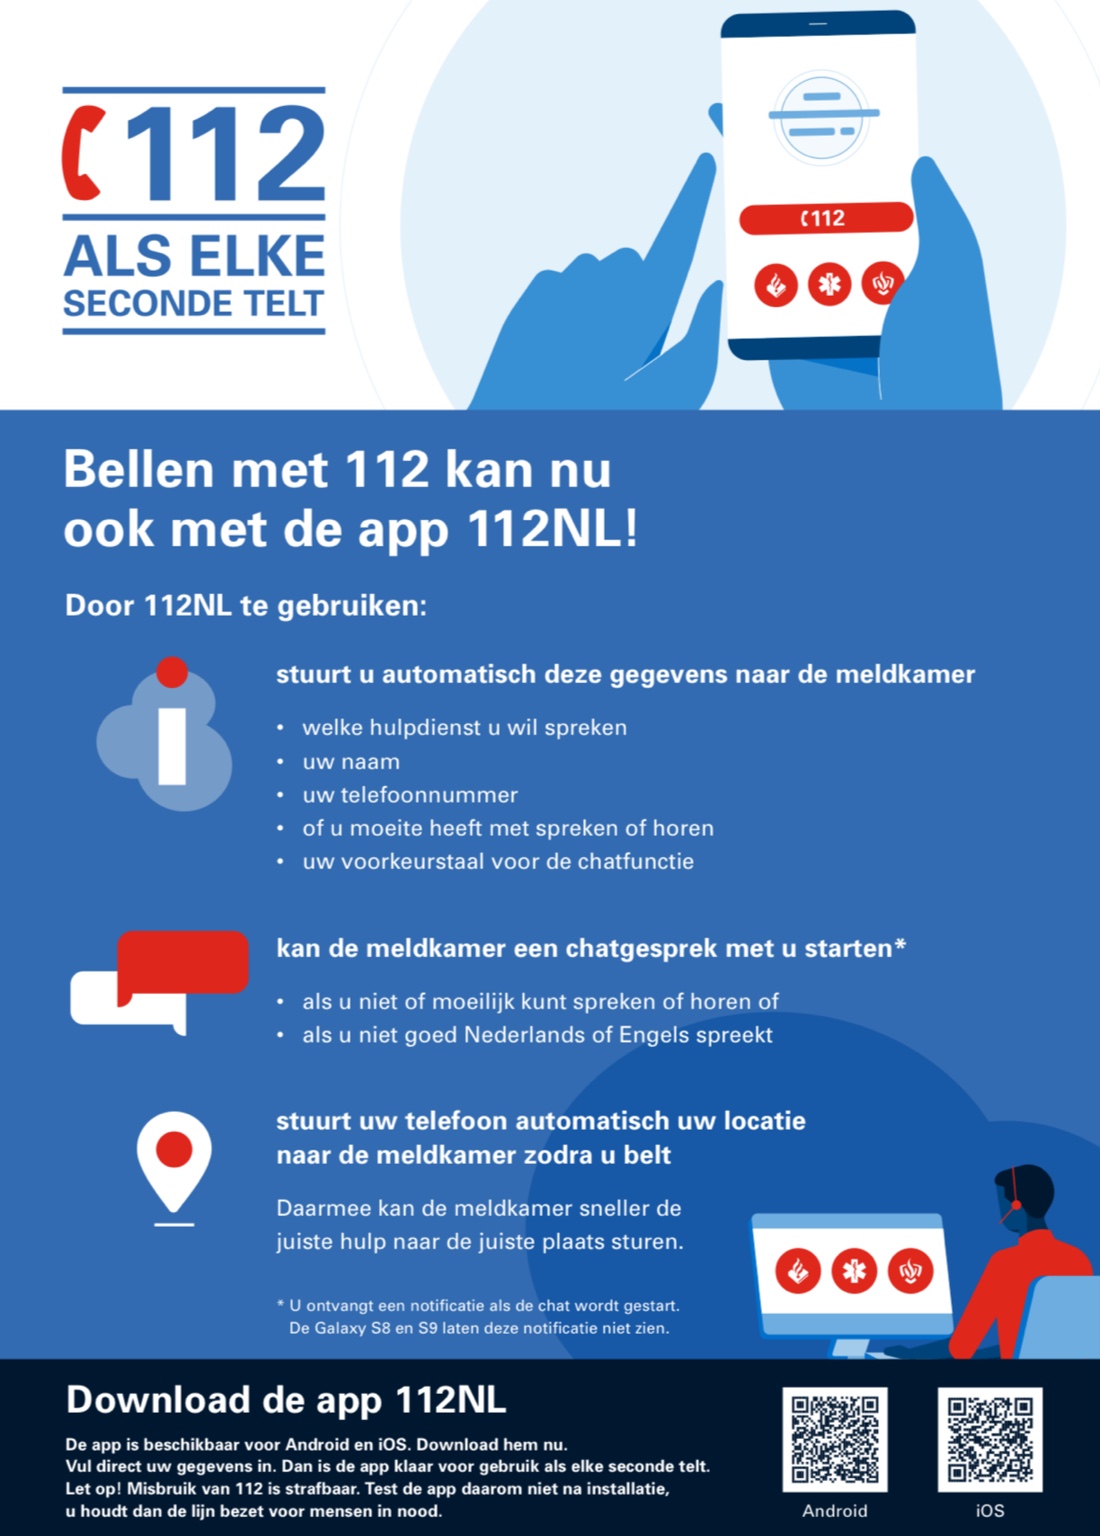 112
ALS ELKE
SECONDE TELT
112
Bellen met 112 kan nu
ook met de app 112NL!
Door 112NL te gebruiken:
stuurt u automatisch deze gegevens naar de meldkamer
• welke hulpdienst u wil spreken
• uw naam
• uw telefoonnummer
• of u moeite heeft met spreken of horen
• uw voorkeurstaal voor de chatfunctie
kan de meldkamer een chatgesprek met u starten*
• als u niet of moeilijk kunt spreken of horen of
• als u niet goed Nederlands of Engels spreekt
stuurt uw telefoon automatisch uw locatie
naar de meldkamer zodra u belt
Daarmee kan de meldkamer sneller de
juiste hulp naar de juiste plaats sturen.
* U ontvangt een notificatie als de chat wordt gestart.
De Galaxy S8 en S9 laten deze notificatie niet zien.
Download de app 112NL
De app is beschikbaar voor Android en iOS. Download hem nu.
Vul direct uw gegevens in. Dan is de app klaar voor gebruik als elke seconde telt.
Let op! Misbruik van 112 is strafbaar. Test de app daarom niet na installatie,
u houdt dan de lijn bezet voor mensen in nood.
Android
iOS